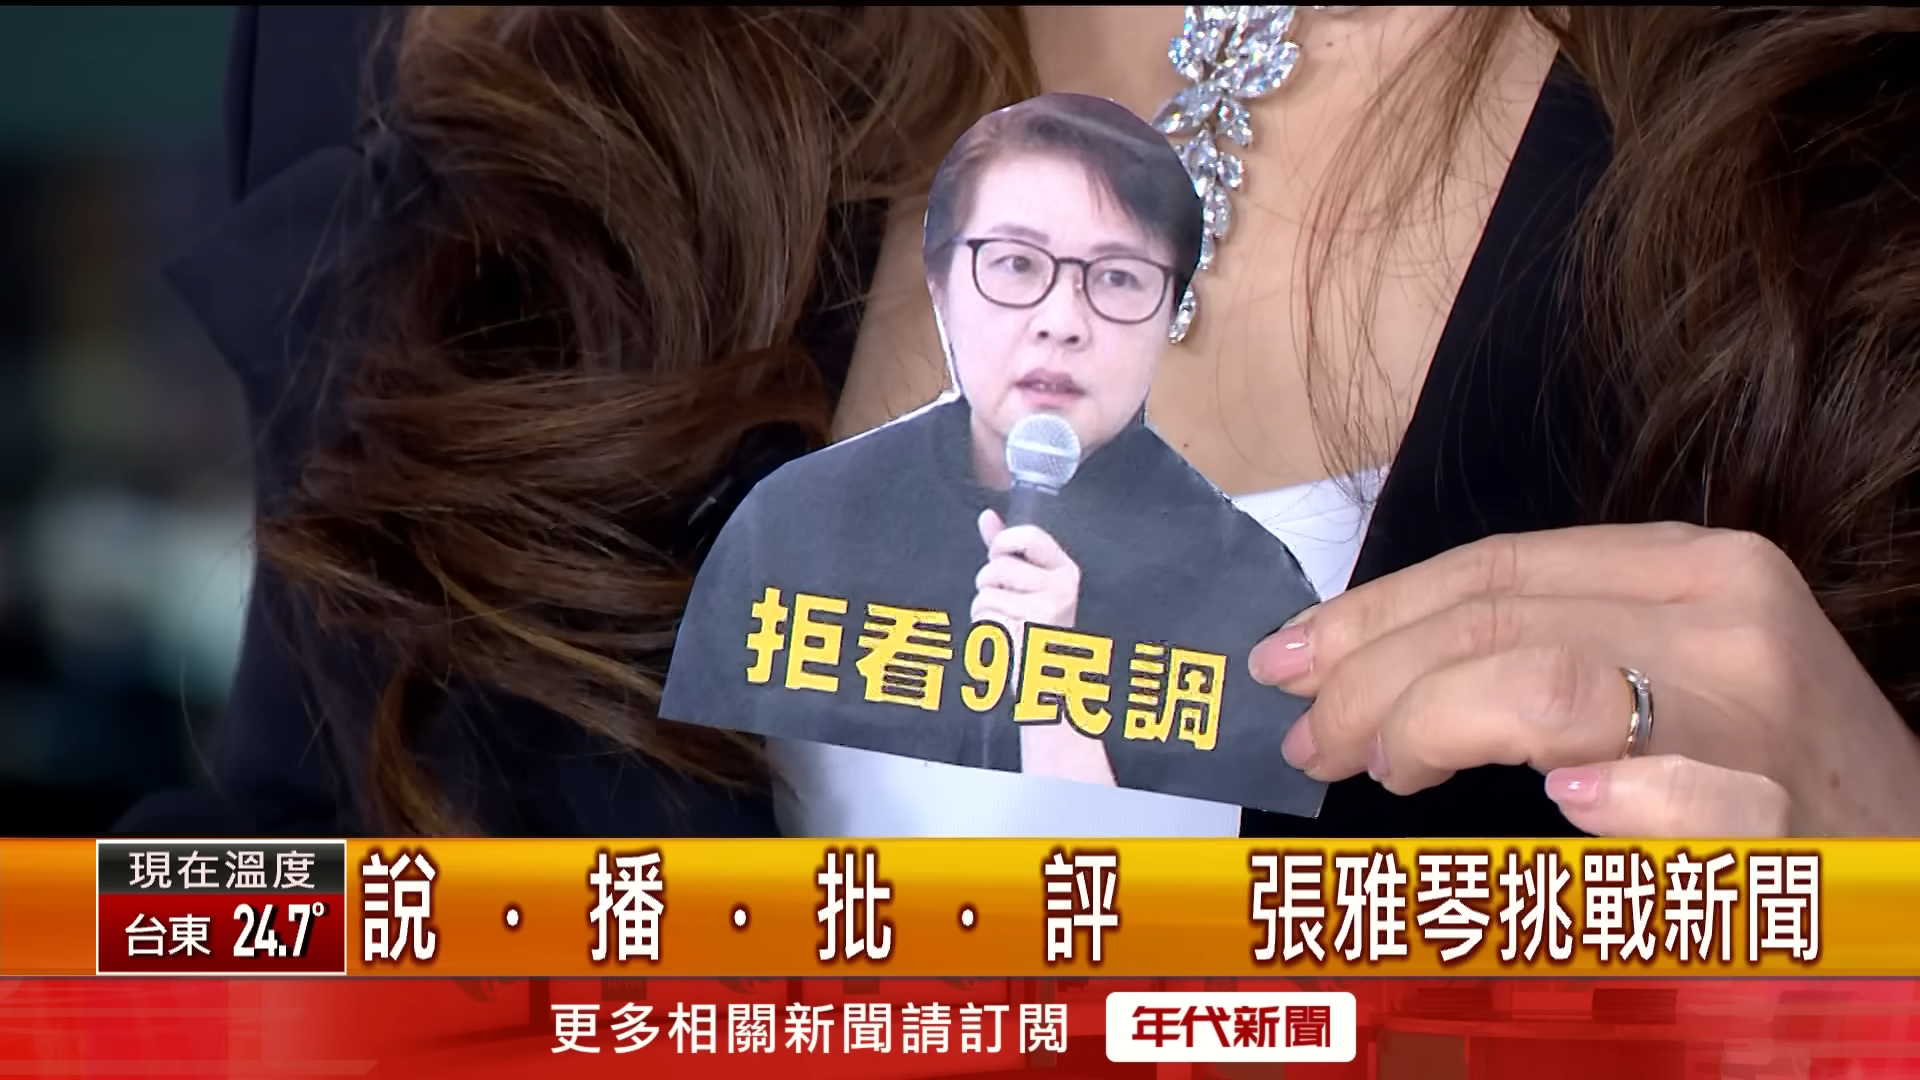 拒看9民調
現在溫度
台東 24.7°
說・播・批・評 張雅琴挑戰新聞
更多相關新聞請訂閱 年代新聞